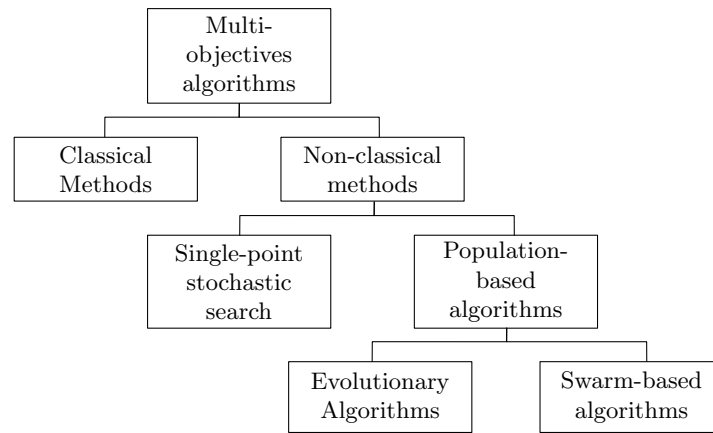 Multi-
objectives
algorithms
Classical
Methods
Non-classical
methods
Single-point
stochastic
search
Population-
based
algorithms
Evolutionary
Algorithms
Swarm-based
algorithms